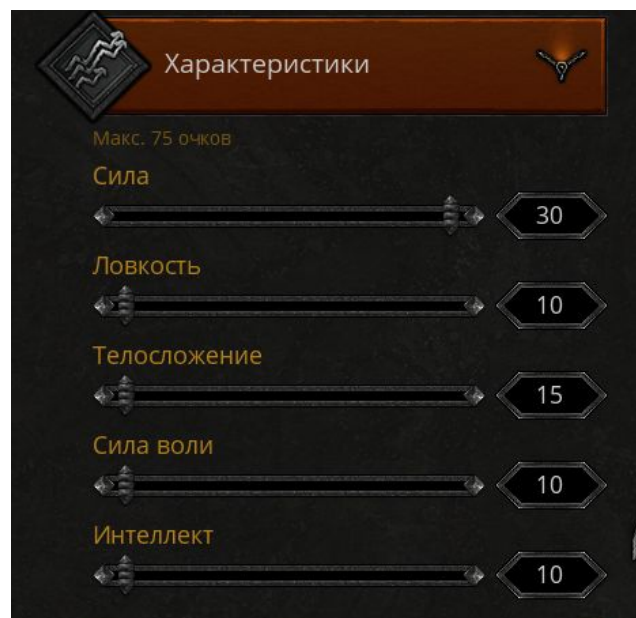 Характеристики
Макс. 75 очков
Сила
30
Ловкость
10
Телосложение
15
Сила воли
10
Интеллект
10